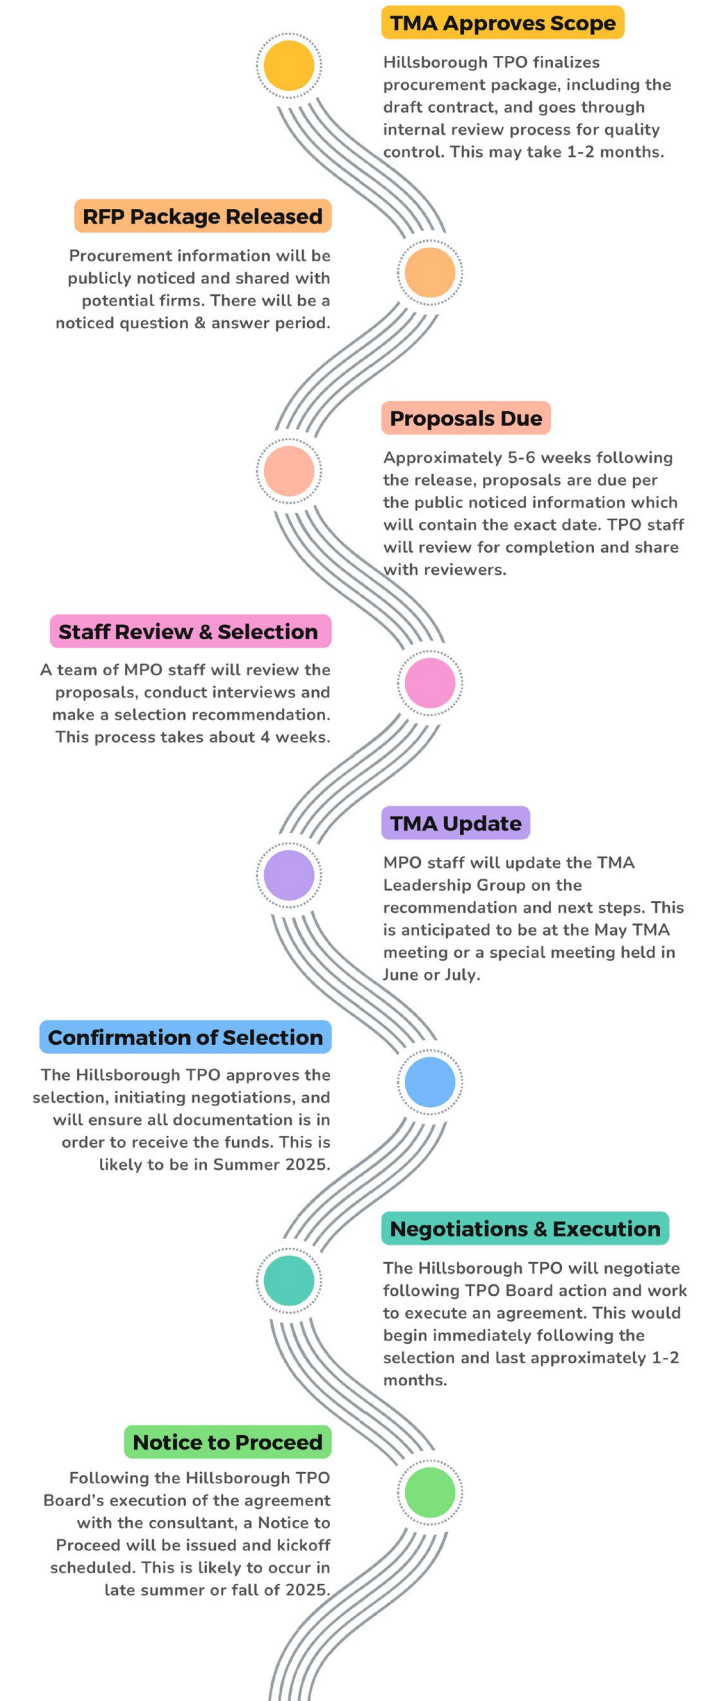 TMA Approves Scope
Hillsborough TPO finalizes
procurement package, including the
draft contract, and goes through
internal review process for quality
control. This may take 1-2 months.
RFP Package Released
Procurement information will be
publicly noticed and shared with
potential firms. There will be a
noticed question & answer period.
Proposals Due
Approximately 5-6 weeks following
the release, proposals are due per
the public noticed information which
will contain the exact date. TPO staff
will review for completion and share
with reviewers.
Staff Review & Selection
A team of MPO staff will review the
proposals, conduct interviews and
make a selection recommendation.
This process takes about 4 weeks.
TMA Update
MPO staff will update the TMA
Leadership Group on the
recommendation and next steps. This
is anticipated to be at the May TMA
meeting or a special meeting held in
June or July.
Confirmation of Selection
The Hillsborough TPO approves the
selection, initiating negotiations, and
will ensure all documentation is in
order to receive the funds. This is
likely to be in Summer 2025.
Negotiations & Execution
The Hillsborough TPO will negotiate
following TPO Board action and work
to execute an agreement. This would
begin immediately following the
selection and last approximately 1-2
months.
Notice to Proceed
Following the Hillsborough TPO
Board's execution of the agreement
with the consultant, a Notice to
Proceed will be issued and kickoff
scheduled. This is likely to occur in
late summer or fall of 2025.